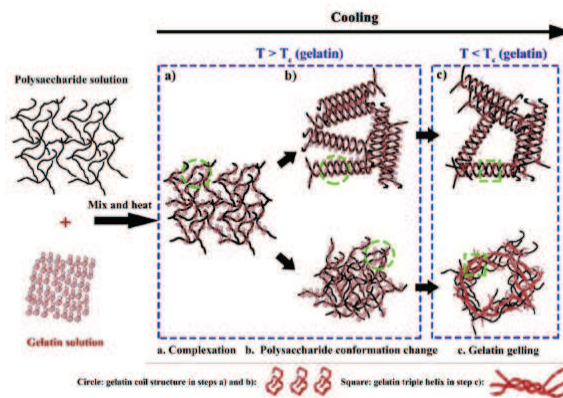 Cooling
T > Tc (gelatin)
T < Tc (gelatin)
Polysaccharide solution
a)
b)
c)
Mix and heat
+
Gelatin solution
a. Complexation
b. Polysaccharide conformation change
c. Gelatin gelling
Circle: gelatin coil structure in steps a) and b):
Square: gelatin triple helix in step c):